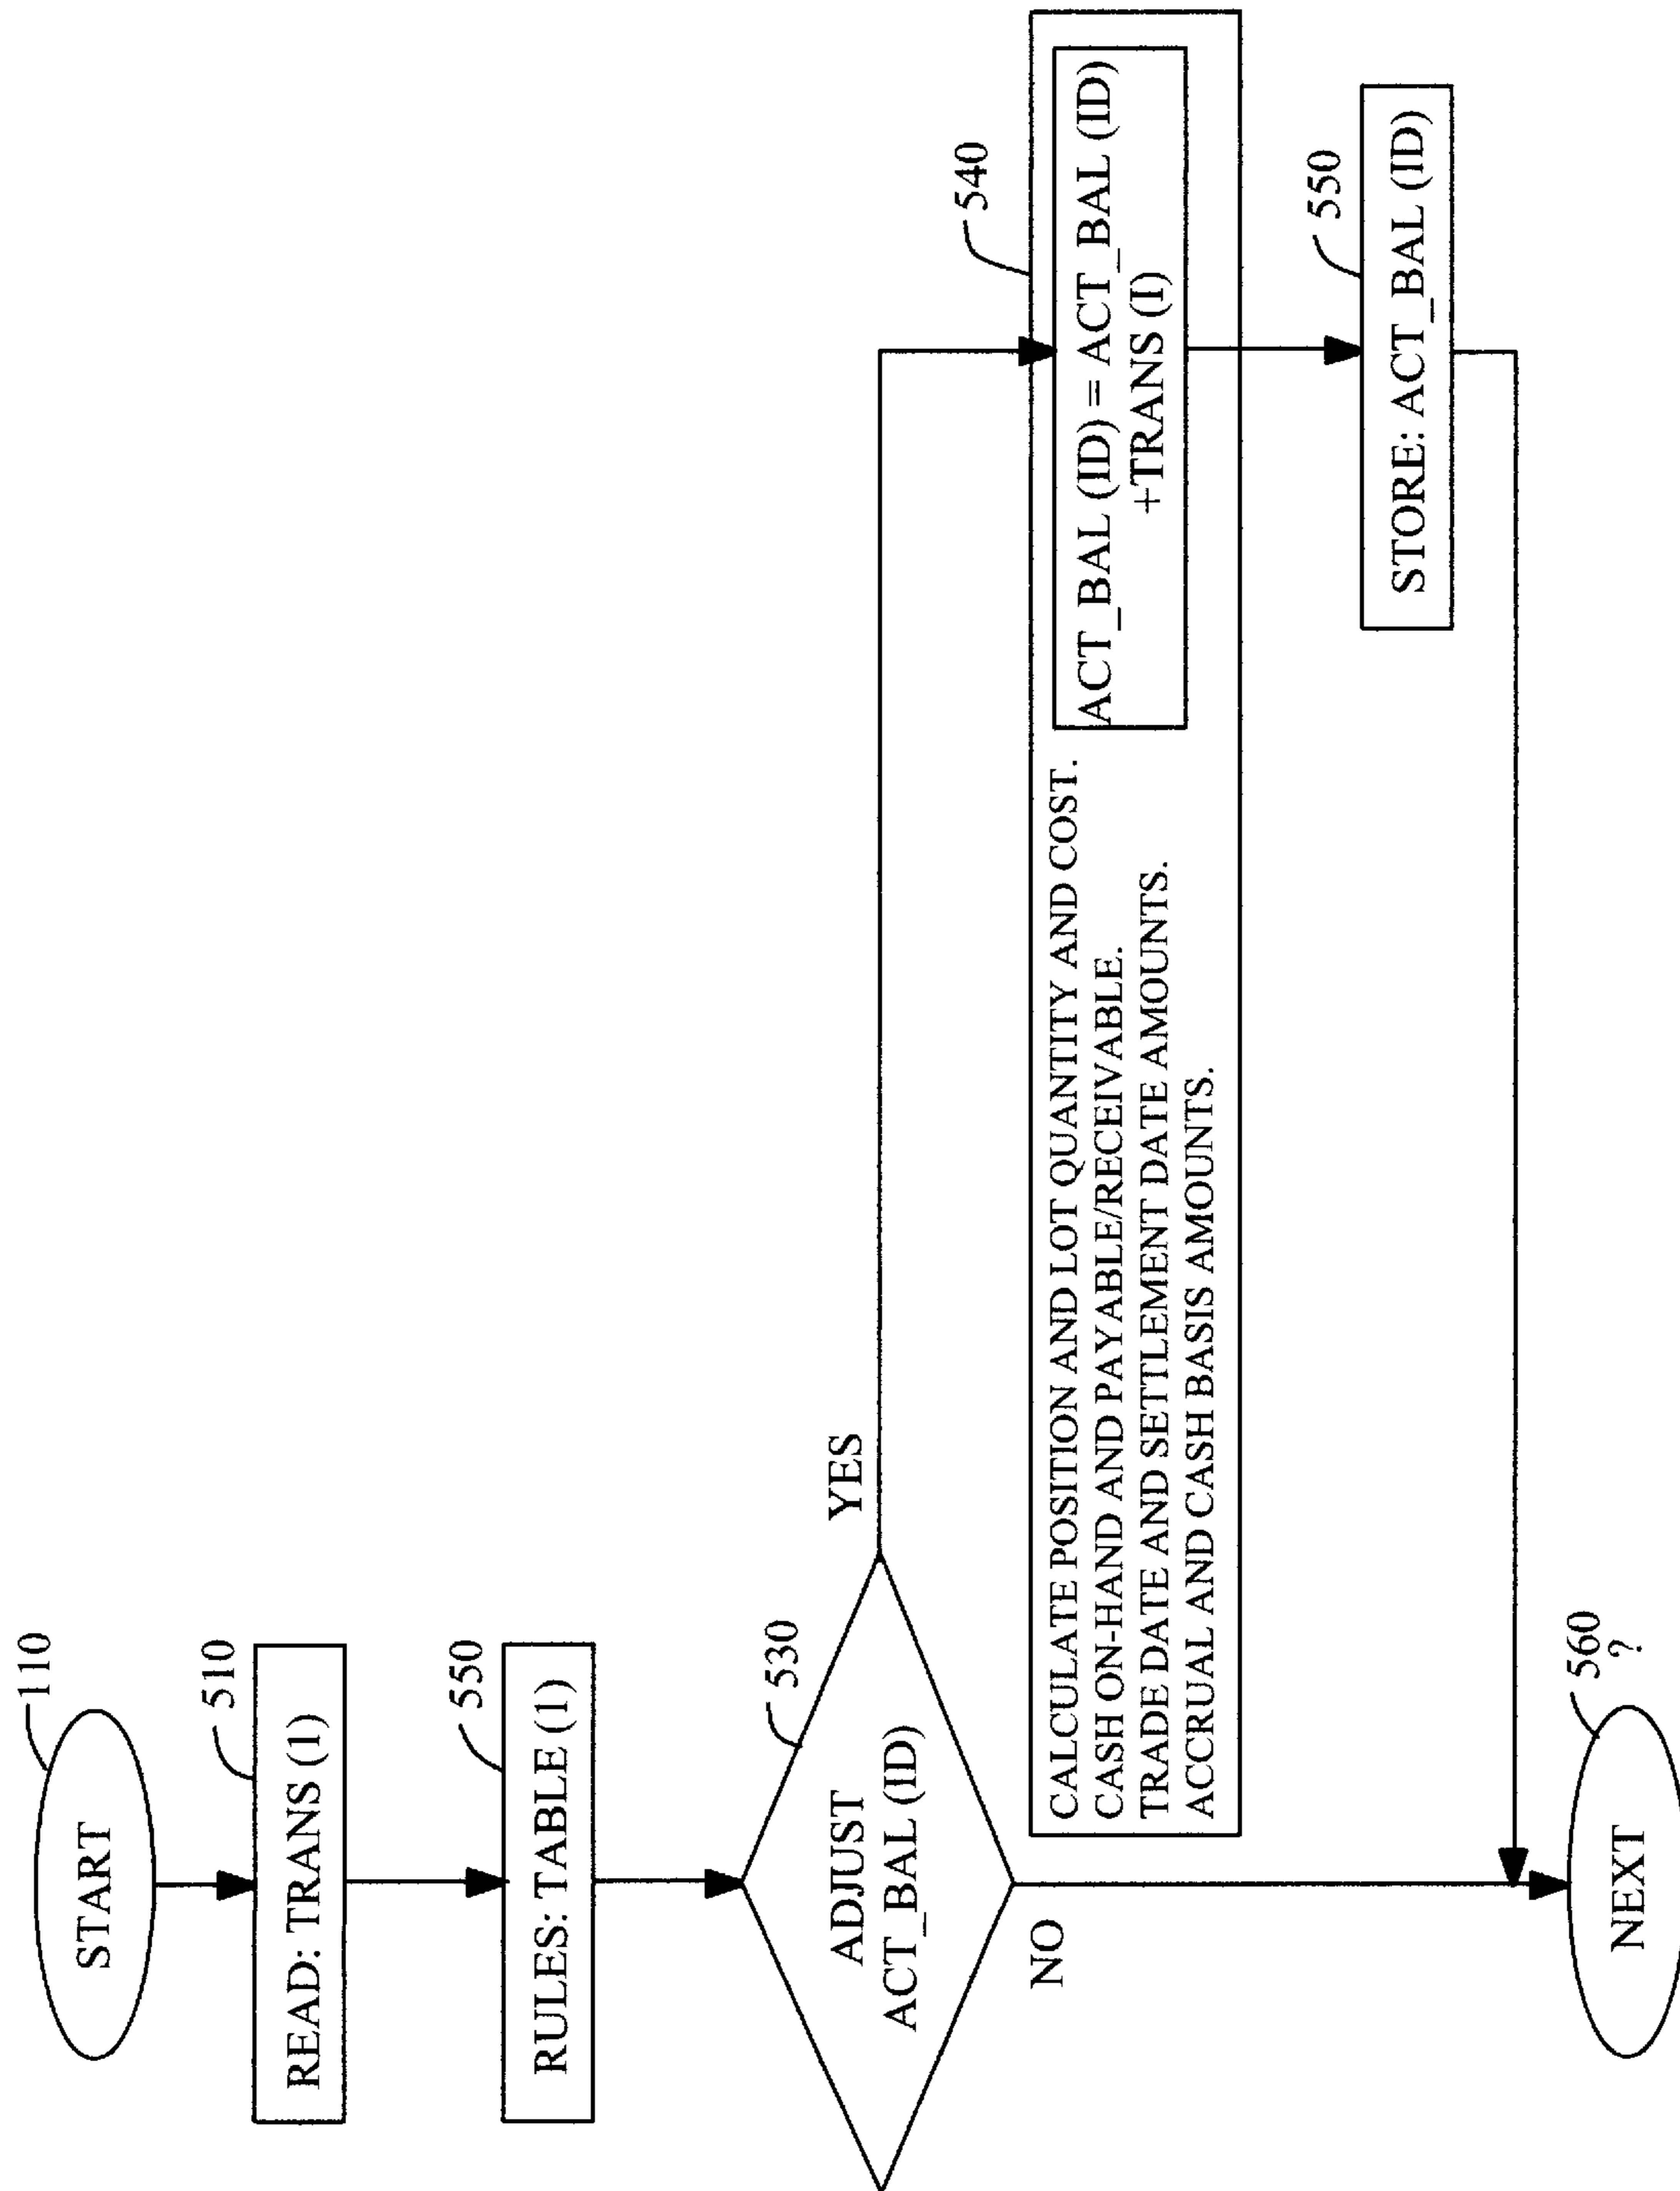 START
110
READ: TRANS (1)
510
RULES: TABLE (1)
550
ADJUST
ACT_BAL (ID)
530
YES
NO
540
CALCULATE POSITION AND LOT QUANTITY AND COST.
CASH ON-HAND AND PAYABLE/RECEIVABLE.
TRADE DATE AND SETTLEMENT DATE AMOUNTS.
ACCRUAL AND CASH BASIS AMOUNTS.
ACT_BAL (ID) = ACT_BAL (ID)
+TRANS (I)
550
STORE: ACT_BAL (ID)
NEXT
560
?